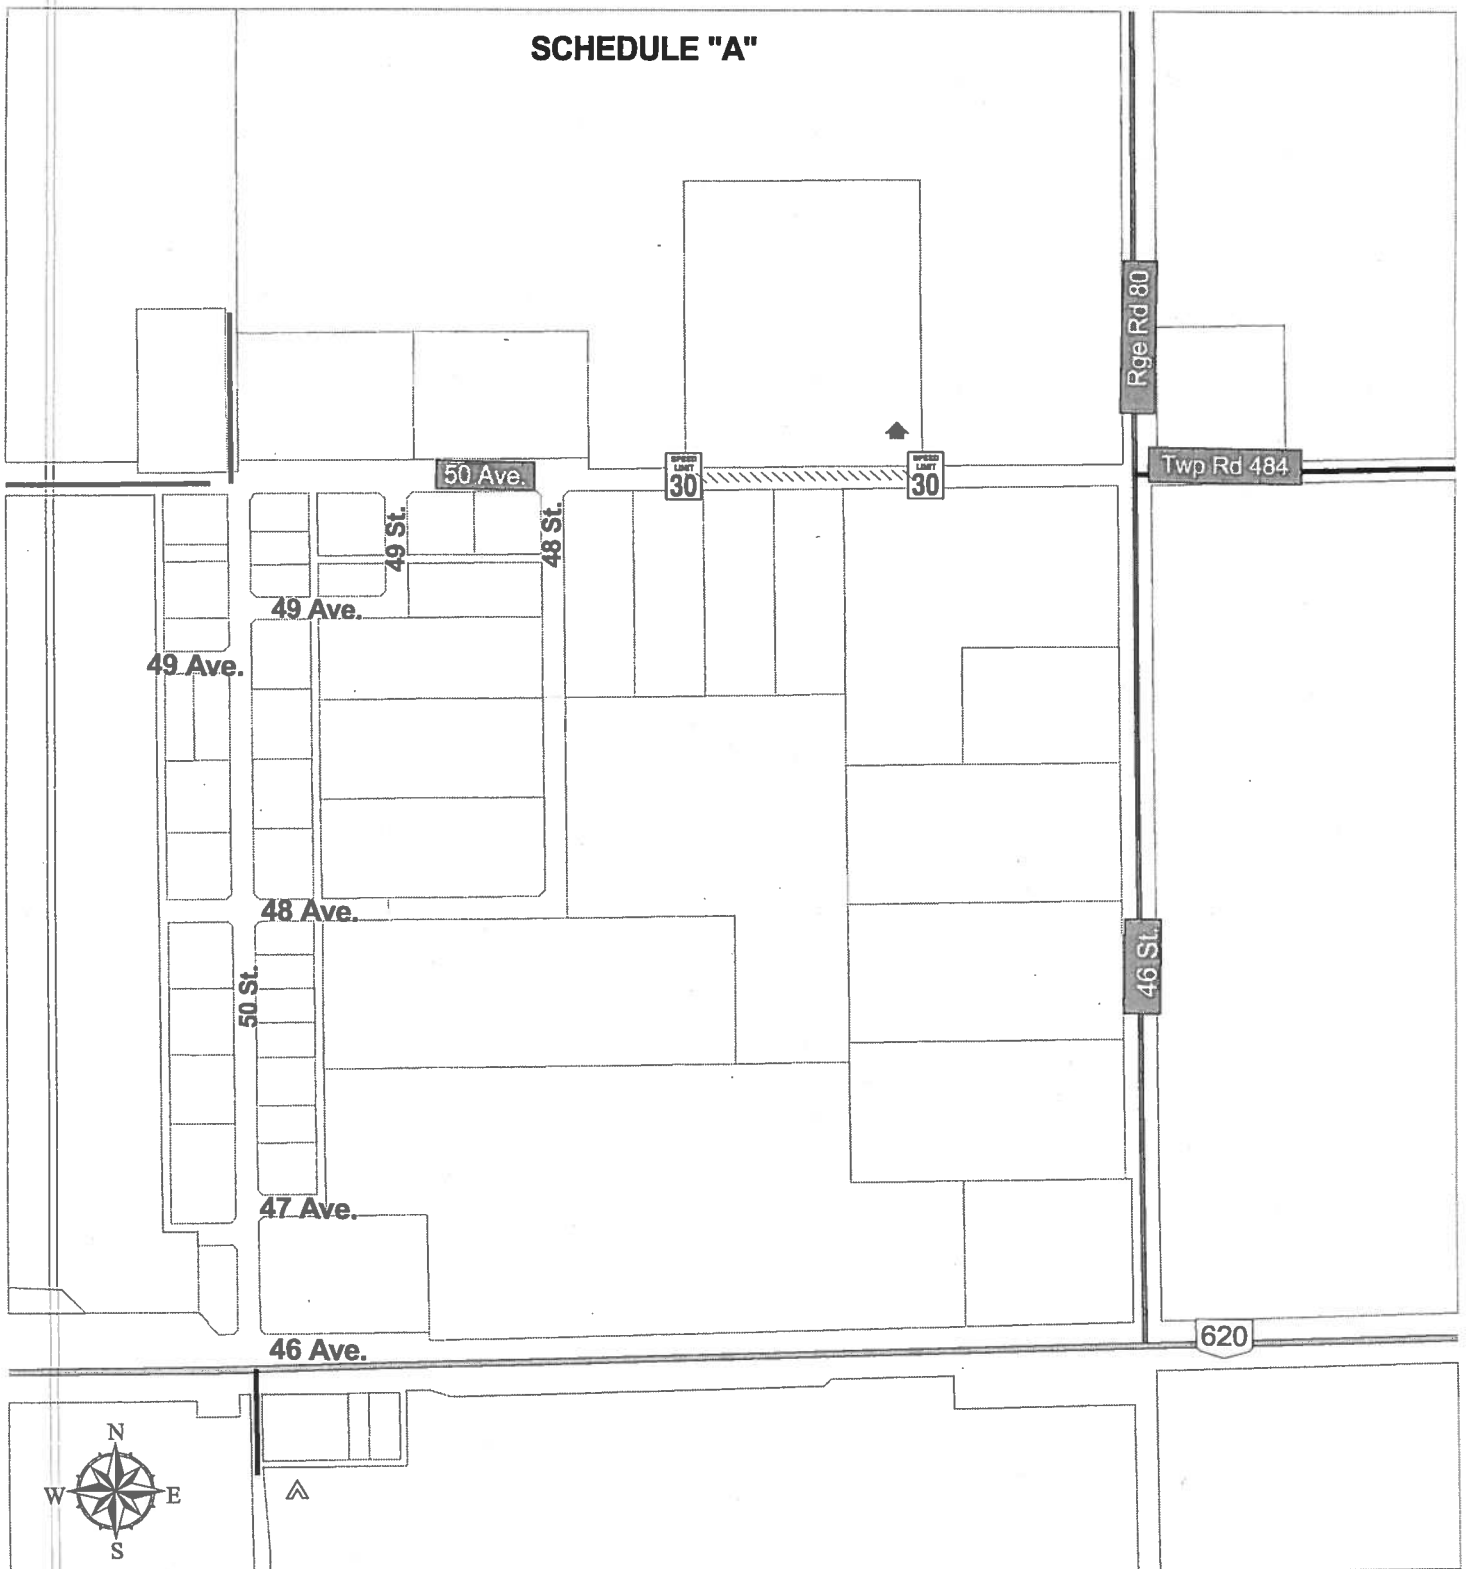 SCHEDULE "A"
Rge Rd 80
Twp Rd 484
50 Ave.
SPEED
LIMIT
30
SPEED
LIMIT
30
49 St.
48 St.
49 Ave.
49 Ave.
48 Ave.
50 St.
46 St.
47 Ave.
46 Ave.
620
N
W
E
S